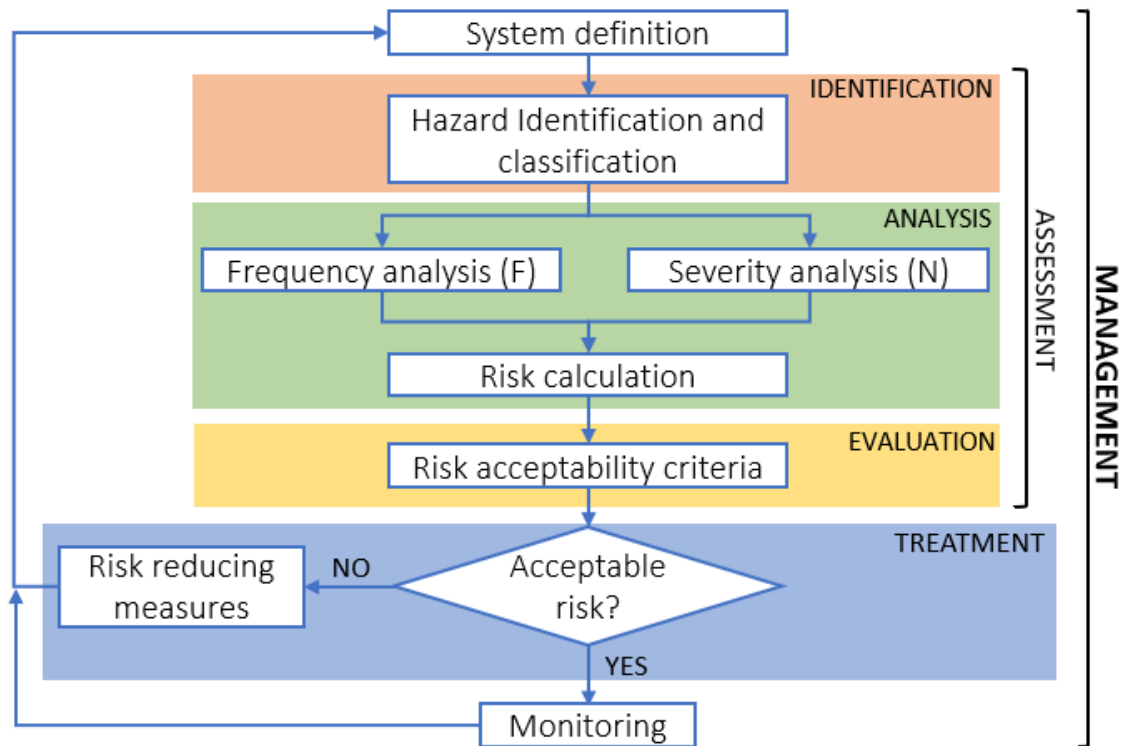 System definition
IDENTIFICATION
Hazard Identification and
classification
ANALYSIS
Frequency analysis (F)
Severity analysis (N)
Risk calculation
EVALUATION
Risk acceptability criteria
ASSESSMENT
MANAGEMENT
TREATMENT
Risk reducing
measures
NO
Acceptable
risk?
YES
Monitoring